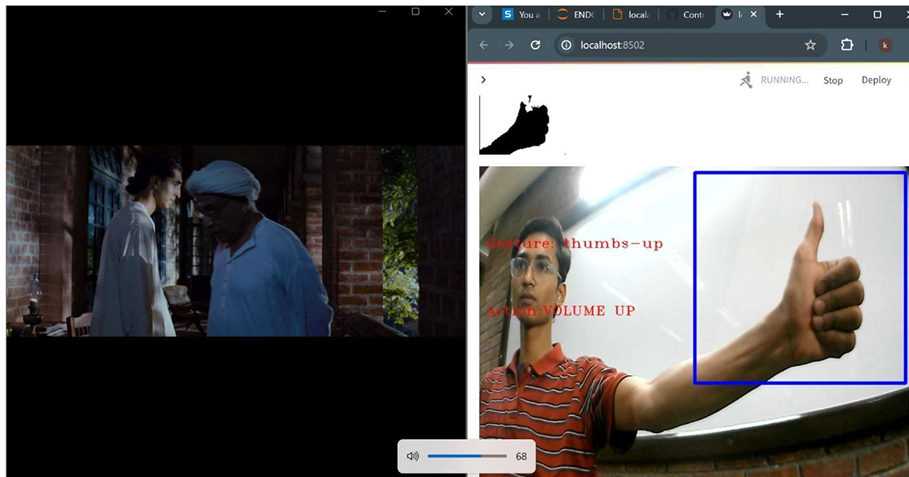 You a
ENDC
local
Cont
l
localhost:8502
k
RUNNING...
Stop
Deploy
Gesture: thumbs-up
Action VOLUME UP
68